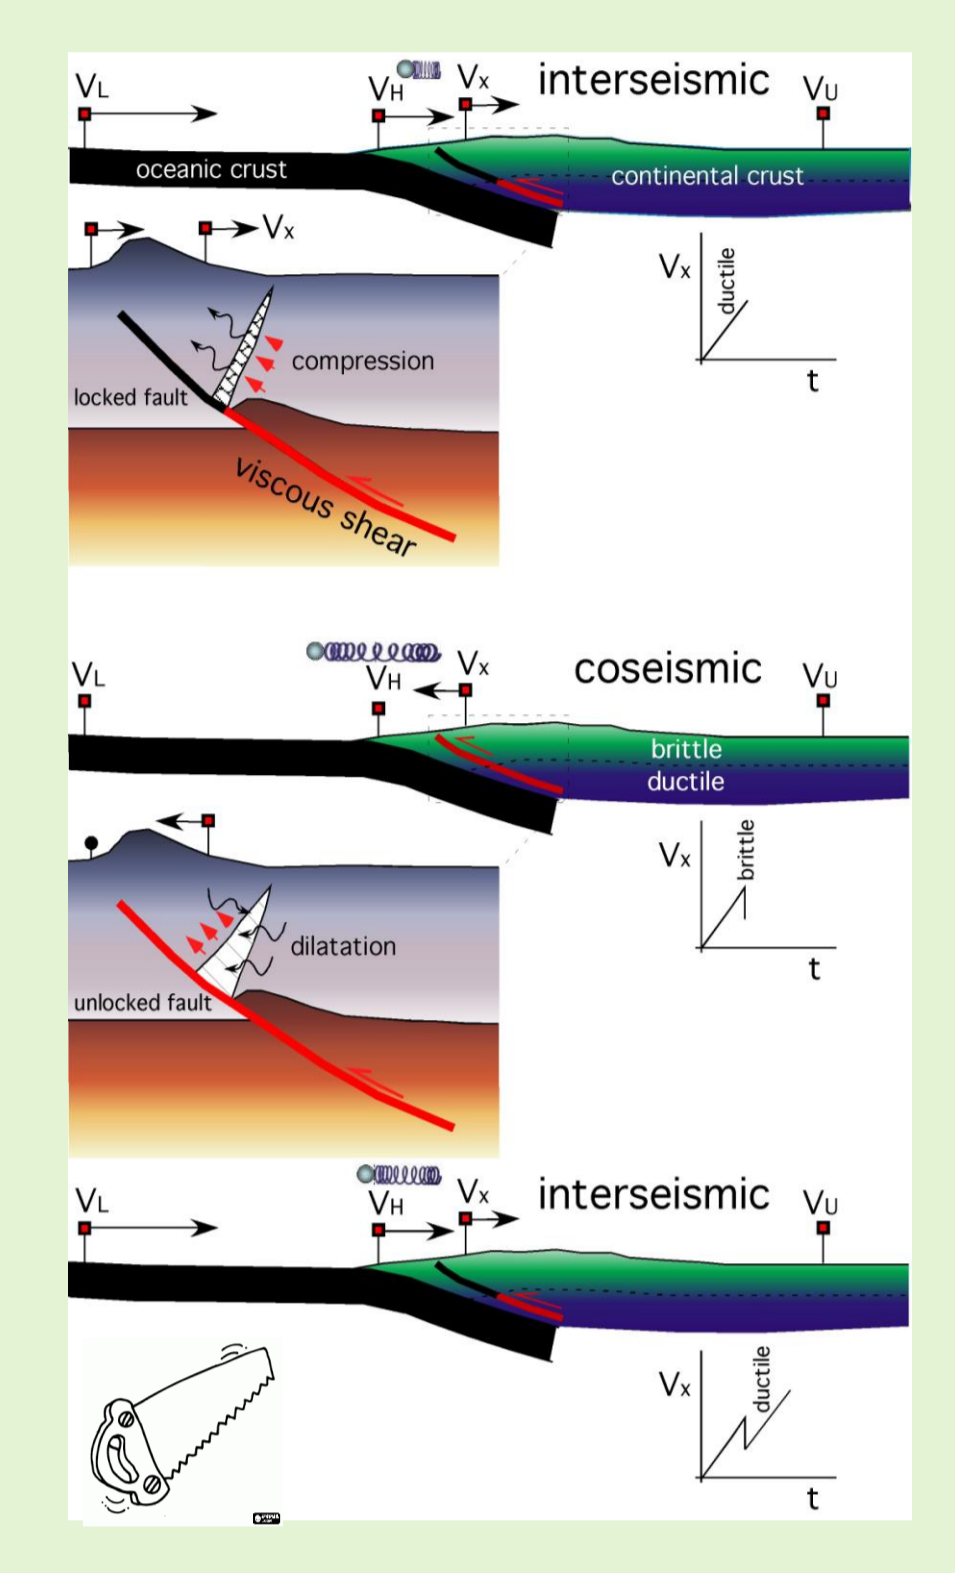 interseismic
VL
VH
Vx
VU
oceanic crust
continental crust
Vx
Vx
ductile
t
compression
locked fault
viscous shear
coseismic
VL
VH
Vx
VU
brittle
ductile
Vx
brittle
t
dilatation
unlocked fault
interseismic
VL
VH
Vx
VU
Vx
ductile
t